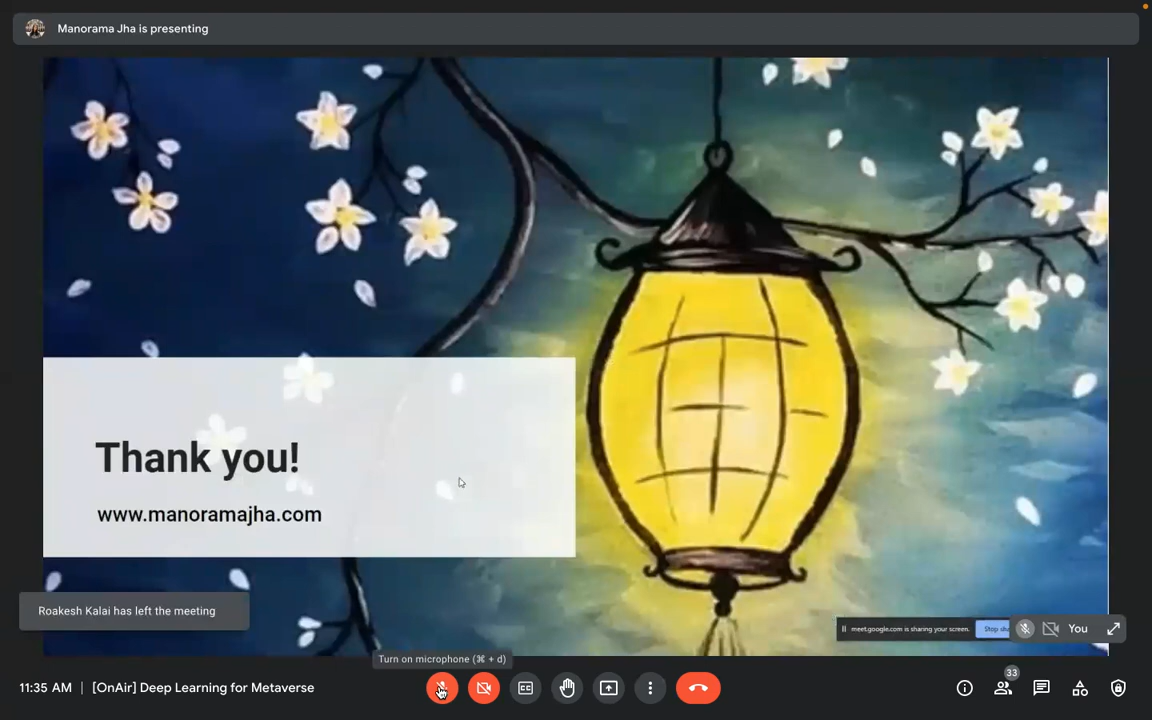 Manorama Jha is presenting
Thank you!
www.manoramajha.com
Roakesh Kalai has left the meeting
meet.google.com is sharing your screen.
Stop
You
Turn on microphone (⌘ + d)
11:35 AM | [OnAir] Deep Learning for Metaverse
33